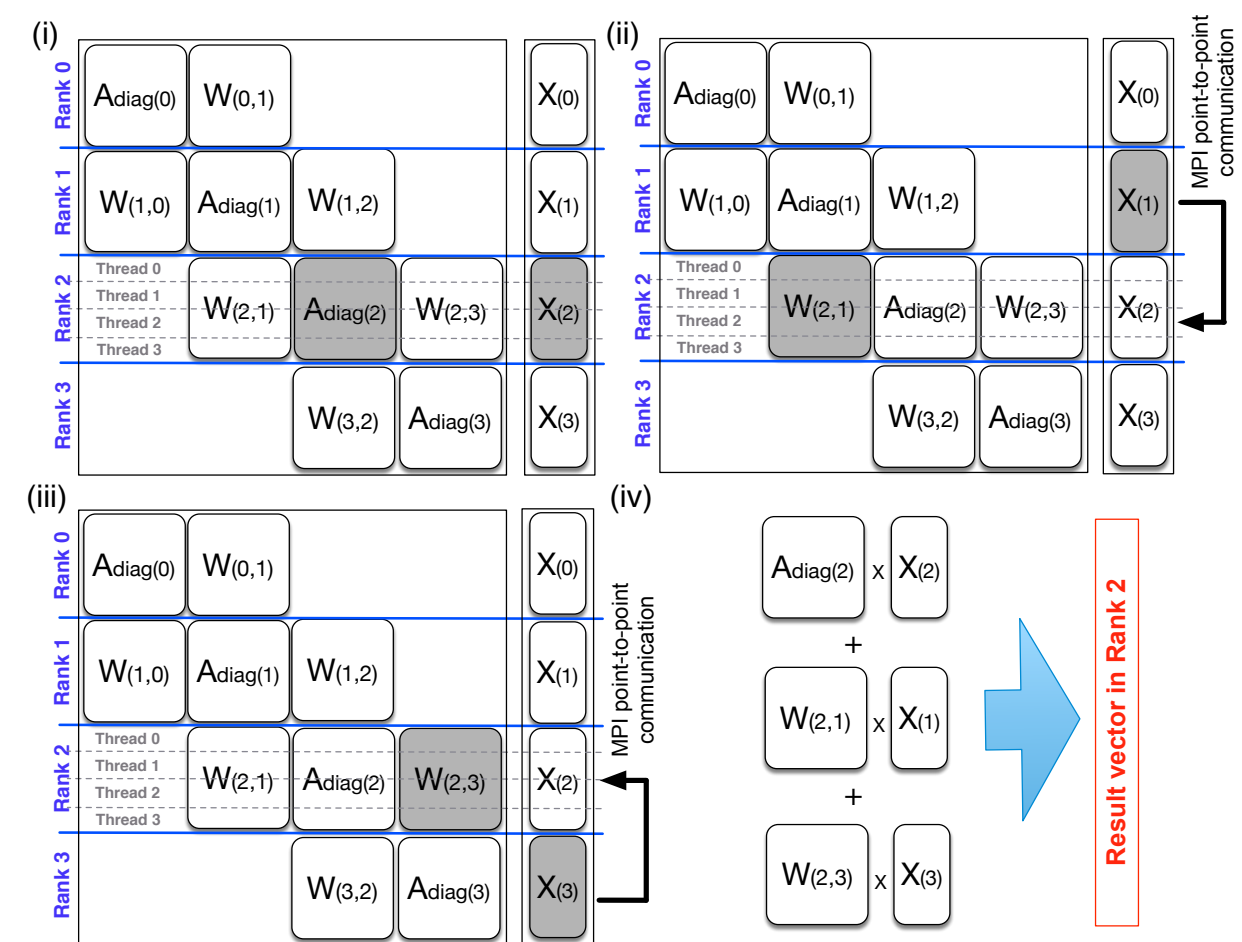 (i)
Rank 0
Adiag(0) W(0,1) X(0)
Rank 1
W(1,0) Adiag(1) W(1,2) X(1)
Rank 2
Thread 0
Thread 1
Thread 2
Thread 3
W(2,1) Adiag(2) W(2,3) X(2)
Rank 3
W(3,2) Adiag(3) X(3)
(ii)
Rank 0
Adiag(0) W(0,1) X(0)
Rank 1
W(1,0) Adiag(1) W(1,2) X(1)
Rank 2
Thread 0
Thread 1
Thread 2
Thread 3
W(2,1) Adiag(2) W(2,3) X(2)
Rank 3
W(3,2) Adiag(3) X(3)
MPI point-to-point
communication
(iii)
Rank 0
Adiag(0) W(0,1) X(0)
Rank 1
W(1,0) Adiag(1) W(1,2) X(1)
Rank 2
Thread 0
Thread 1
Thread 2
Thread 3
W(2,1) Adiag(2) W(2,3) X(2)
Rank 3
W(3,2) Adiag(3) X(3)
MPI point-to-point
communication
(iv)
Adiag(2) x X(2)
+
W(2,1) x X(1)
+
W(2,3) x X(3)
Result vector in Rank 2